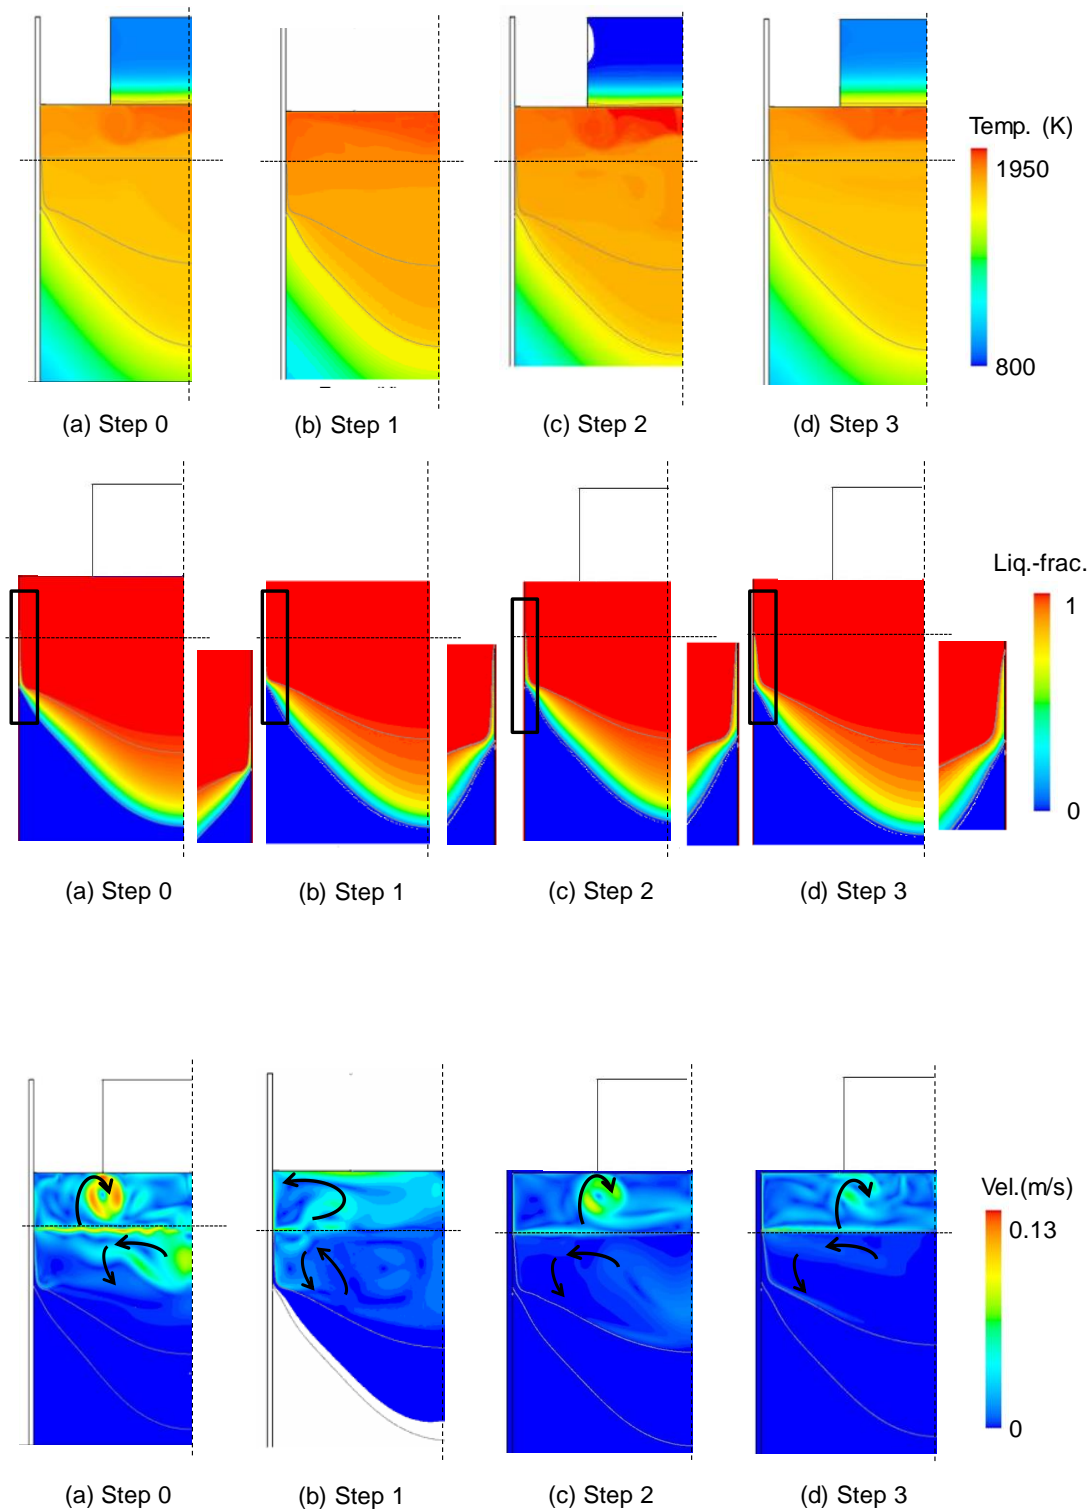 Temp. (K)
1950
800
(a) Step 0
(b) Step 1
(c) Step 2
(d) Step 3
Liq.-frac.
1
0
(a) Step 0
(b) Step 1
(c) Step 2
(d) Step 3
Vel.(m/s)
0.13
0
(a) Step 0
(b) Step 1
(c) Step 2
(d) Step 3